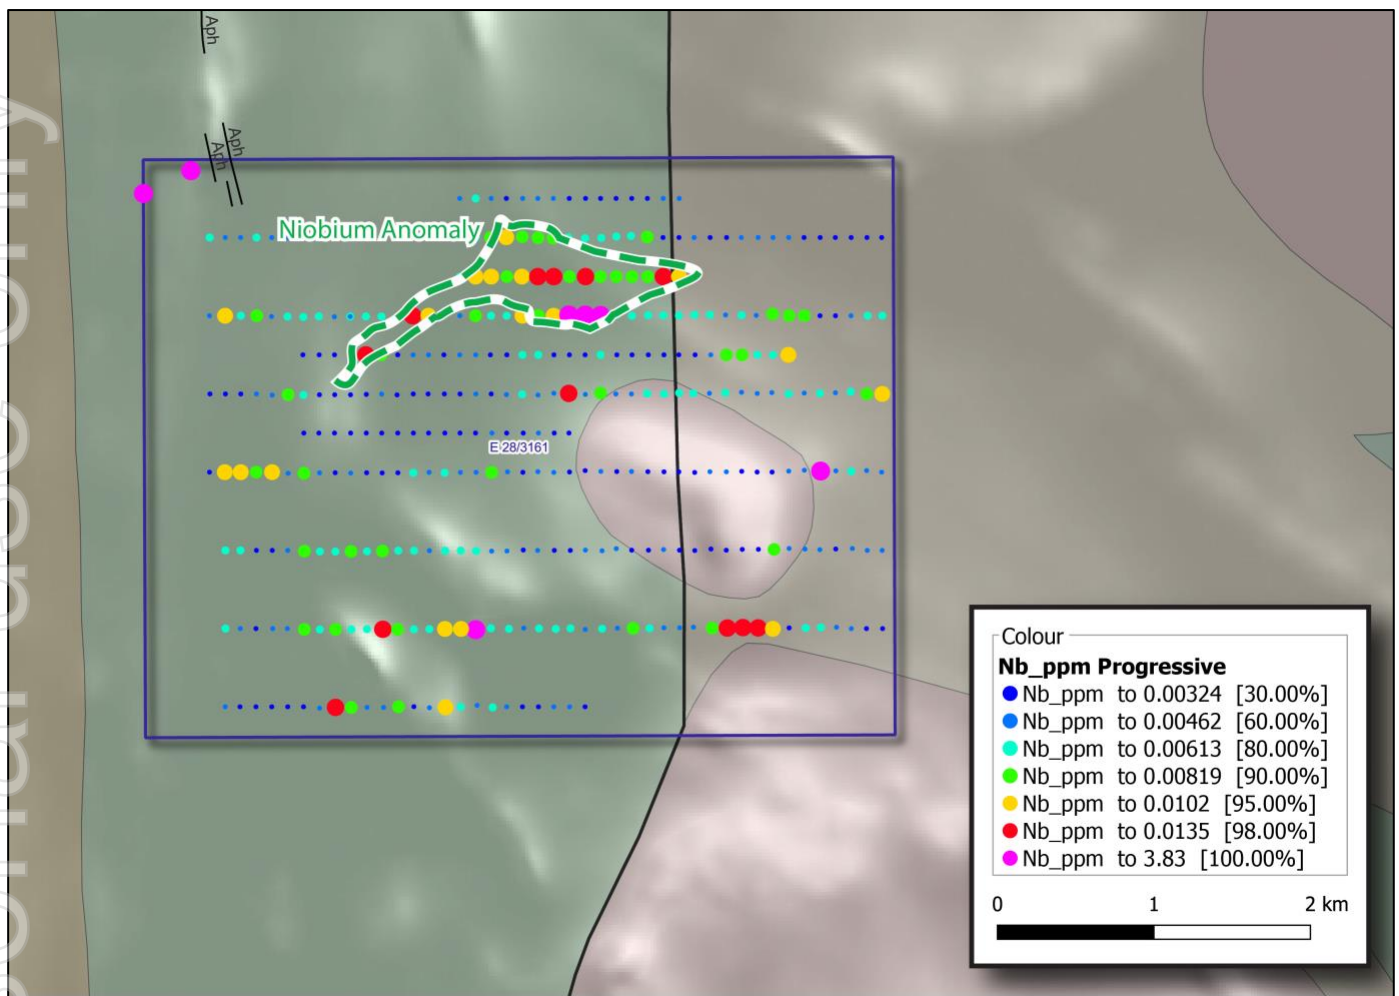 Aph
Aph
Aph
Niobium Anomaly
E 28/3161
Colour
Nb_ppm Progressive
Nb_ppm to 0.00324 [30.00%]
Nb_ppm to 0.00462 [60.00%]
Nb_ppm to 0.00613 [80.00%]
Nb_ppm to 0.00819 [90.00%]
Nb_ppm to 0.0102 [95.00%]
Nb_ppm to 0.0135 [98.00%]
Nb_ppm to 3.83 [100.00%]
0 1 2 km